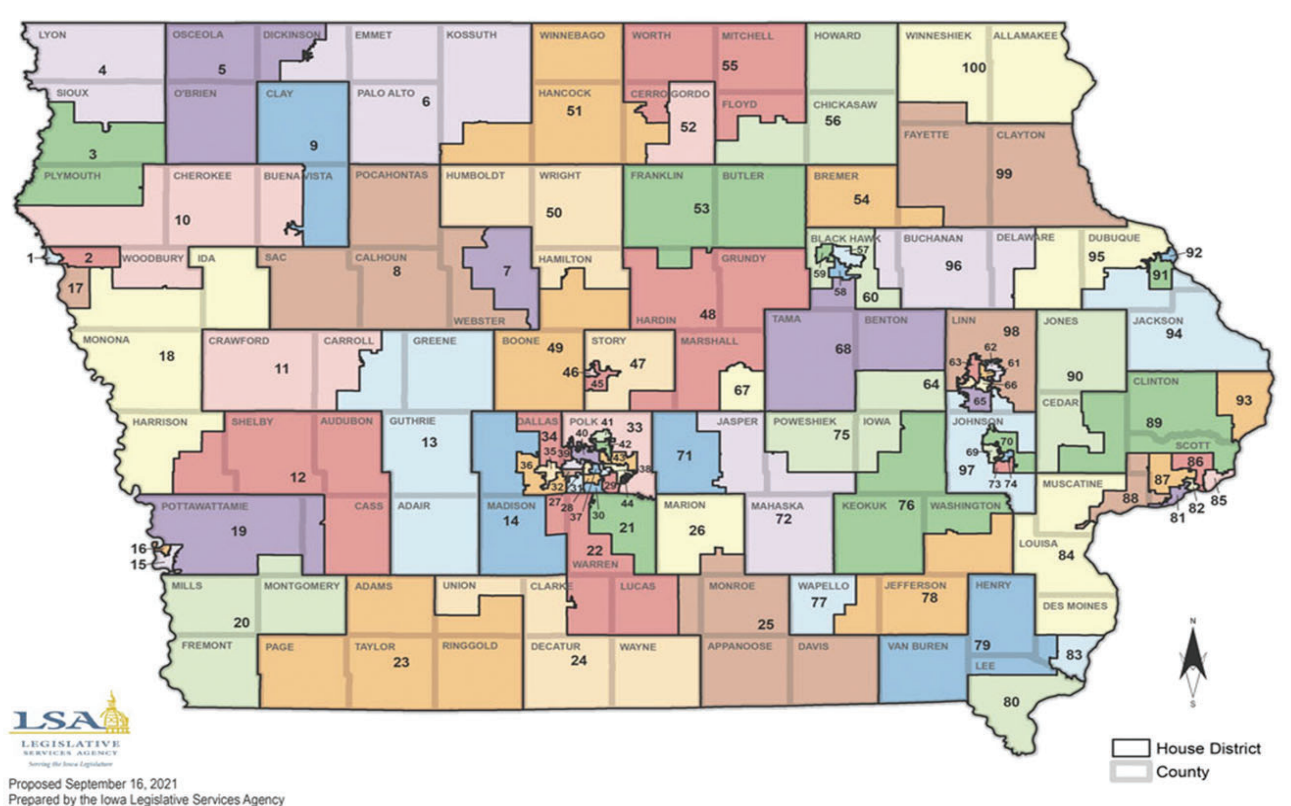 LYON OSCEOLA DICKINSON EMMET KOSSUTH WINNEBAGO WORTH MITCHELL HOWARD WINNESHIEK ALLAMAKEE
4 5 55 100
SIOUX O'BRIEN CLAY PALO ALTO 6 HANCOCK CERRO GORDO FLOYD CHICKASAW
51 52 56
3 9 FAYETTE CLAYTON
PLYMOUTH CHEROKEE BUENA VISTA POCAHONTAS HUMBOLDT WRIGHT FRANKLIN BUTLER BREMER 99
10 50 53 54
BLACK HAWK 57 BUCHANAN DELAWARE DUBUQUE
1 2 WOODBURY IDA SAC CALHOUN HAMILTON GRUNDY 95 92
8 7 59 96 91
17 58 60
WEBSTER HARDIN 48 TAMA BENTON LINN 98 JONES JACKSON
MONONA CRAWFORD CARROLL GREENE BOONE 49 STORY MARSHALL 94
18 11 46 47 68 62 63 61
45 67 64 66 90 CLINTON
65 CEDAR 93
HARRISON SHELBY AUDUBON GUTHRIE DALLAS POLK 41 33 JASPER POWESHIEK IOWA JOHNSON 89
13 34 40 42 75 70 SCOTT
35 39 43 71 69 86
36 38 97
12 32 31 29 73 74 MUSCATINE 87
POTTAWATTAMIE CASS ADAIR MADISON 27 28 44 MARION MAHASKA KEOKUK 76 WASHINGTON 88 82 85
19 14 37 30 21 26 72 81
16 22 LOUISA
15 WARREN 84
MILLS MONTGOMERY ADAMS UNION CLARKE LUCAS MONROE WAPELLO JEFFERSON HENRY
77 78 DES MOINES
20 25
FREMONT PAGE TAYLOR RINGGOLD DECATUR WAYNE APPANOOSE DAVIS VAN BUREN 79 83
23 24 LEE
80
N
S
LSA
LEGISLATIVE
SERVICES AGENCY
Serving the Iowa Legislature
House District
County
Proposed September 16, 2021
Prepared by the Iowa Legislative Services Agency